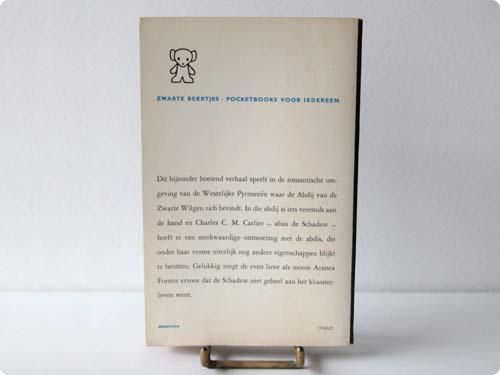 ZWARTE BEERTJES - POCKETBOOKS VOOR IEDEREEN
Dit bijzonder boeiend verhaal speelt in de romantische om-
geving van de Westelijke Pyreneeën waar de Abdij van de
Zwarte Wilgen zich bevindt. In die abdij is iets vreemds aan
de hand en Charles C. M. Carlier – alias de Schaduw –
heeft er een merkwaardige ontmoeting met de abdis, die
onder haar vrome uiterlijk nog andere eigenschappen blijkt
te bezitten. Gelukkig zorgt de even lieve als mooie Aranea
Forster ervoor dat de Schaduw niet geheel aan het klooster-
leven went.
detective